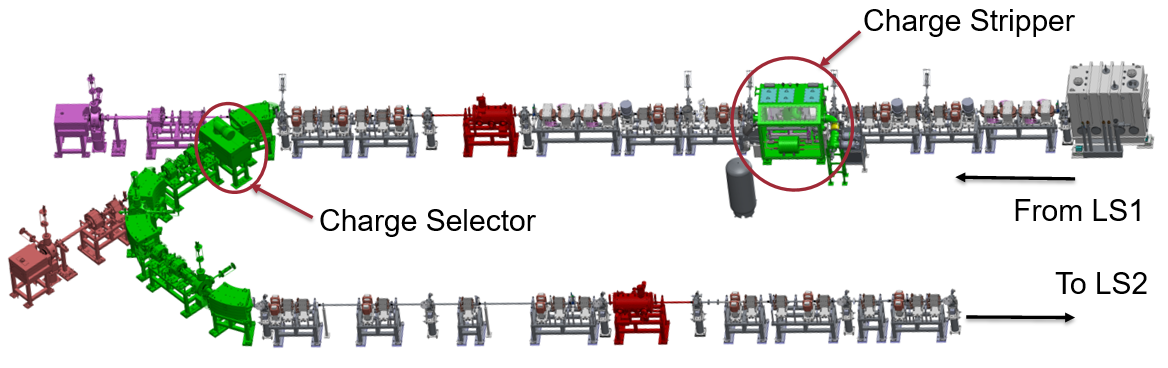 Charge Stripper
From LS1
Charge Selector
To LS2